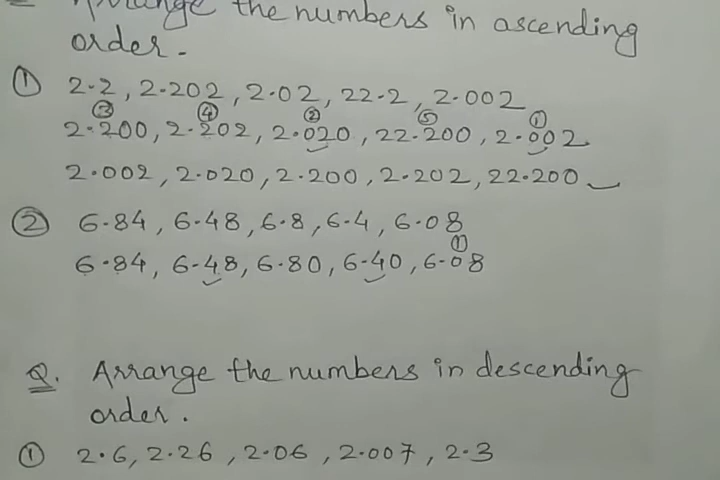 Arrange the numbers in ascending
order.
① 2.2, 2.202, 2.02, 22.2, 2.002
③ ④ ② ⑤ ①
2.200, 2.202, 2.020, 22.200, 2.002
2.002, 2.020, 2.200, 2.202, 22.200
② 6.84, 6.48, 6.8, 6.4, 6.08
①
6.84, 6.48, 6.80, 6.40, 6.08
Q. Arrange the numbers in descending
order.
① 2.6, 2.26, 2.06, 2.007, 2.3